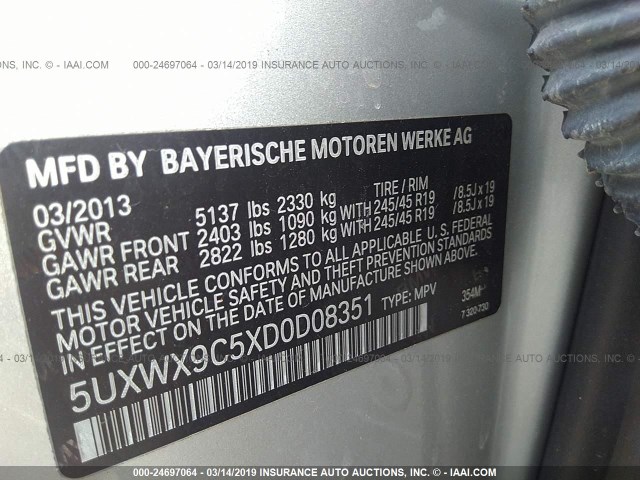 INC. - IAAI.COM 000-24697064 - 03/14/2019 INSURANCE AUTO AUCTIONS, INC. - IAAI.COM
MFD BY BAYERISCHE MOTOREN WERKE AG
03/2013
TIRE / RIM
GVWR 5137 lbs 2330 kg
GAWR FRONT 2403 lbs 1090 kg WITH 245/45 R19 / 8.5J x 19
GAWR REAR 2822 lbs 1280 kg WITH 245/45 R19 / 8.5J x 19
THIS VEHICLE CONFORMS TO ALL APPLICABLE U. S. FEDERAL
MOTOR VEHICLE SAFETY AND THEFT PREVENTION STANDARDS
IN EFFECT ON THE DATE OF MANUFACTURE SHOWN ABOVE.
5UXWX9C5XD0D08351 TYPE: MPV
354M
7 320-730
000-24697064 - 03/14/2019 INSURANCE AUTO AUCTIONS, INC. - IAAI.COM